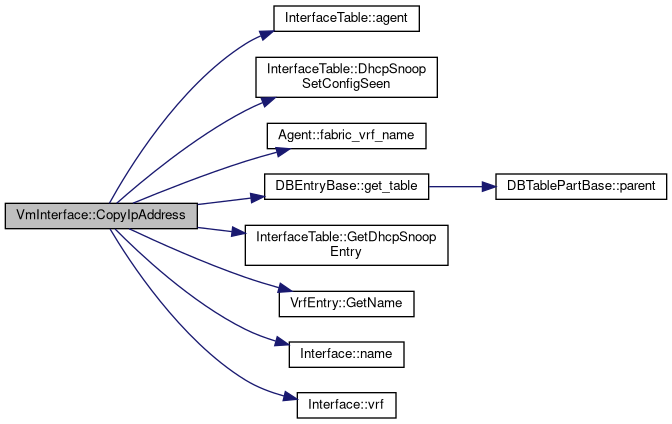 InterfaceTable::agent
InterfaceTable::DhcpSnoop
SetConfigSeen
Agent::fabric_vrf_name
DBEntryBase::get_table
DBTablePartBase::parent
VmInterface::CopyIpAddress
InterfaceTable::GetDhcpSnoop
Entry
VrfEntry::GetName
Interface::name
Interface::vrf